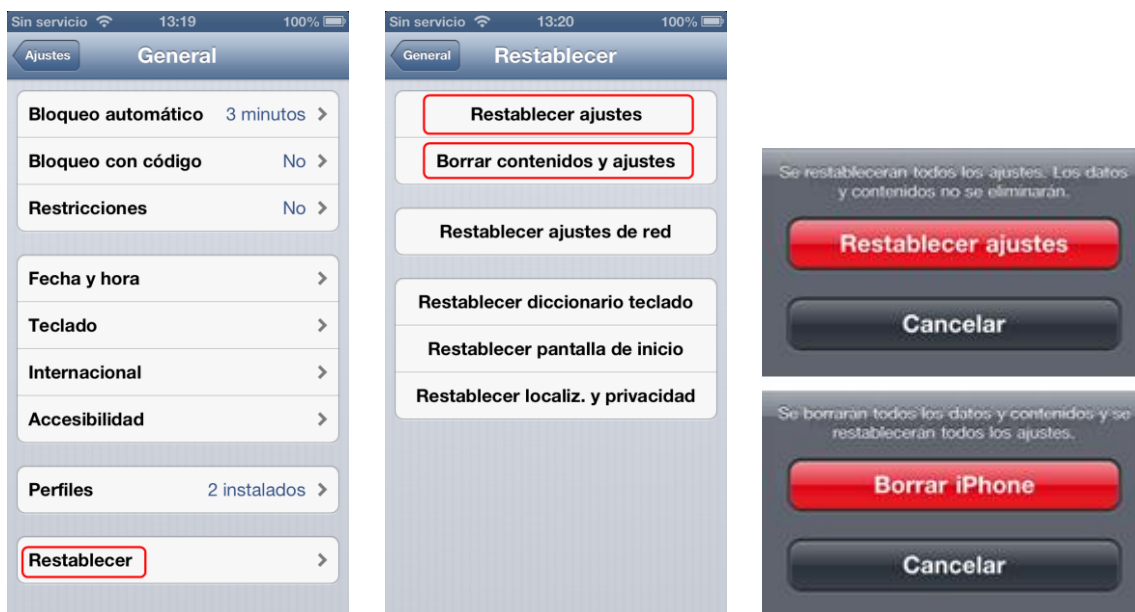 Sin servicio 13:19 100%
Ajustes General
Bloqueo automático 3 minutos
Bloqueo con código No
Restricciones No
Fecha y hora
Teclado
Internacional
Accesibilidad
Perfiles 2 instalados
Restablecer
Sin servicio 13:20 100%
General Restablecer
Restablecer ajustes
Borrar contenidos y ajustes
Restablecer ajustes de red
Restablecer diccionario teclado
Restablecer pantalla de inicio
Restablecer localiz. y privacidad
Se restablecerán todos los ajustes. Los datos
y contenidos no se eliminarán.
Restablecer ajustes
Cancelar
Se borrarán todos los datos y contenidos y se
restablecerán todos los ajustes.
Borrar iPhone
Cancelar